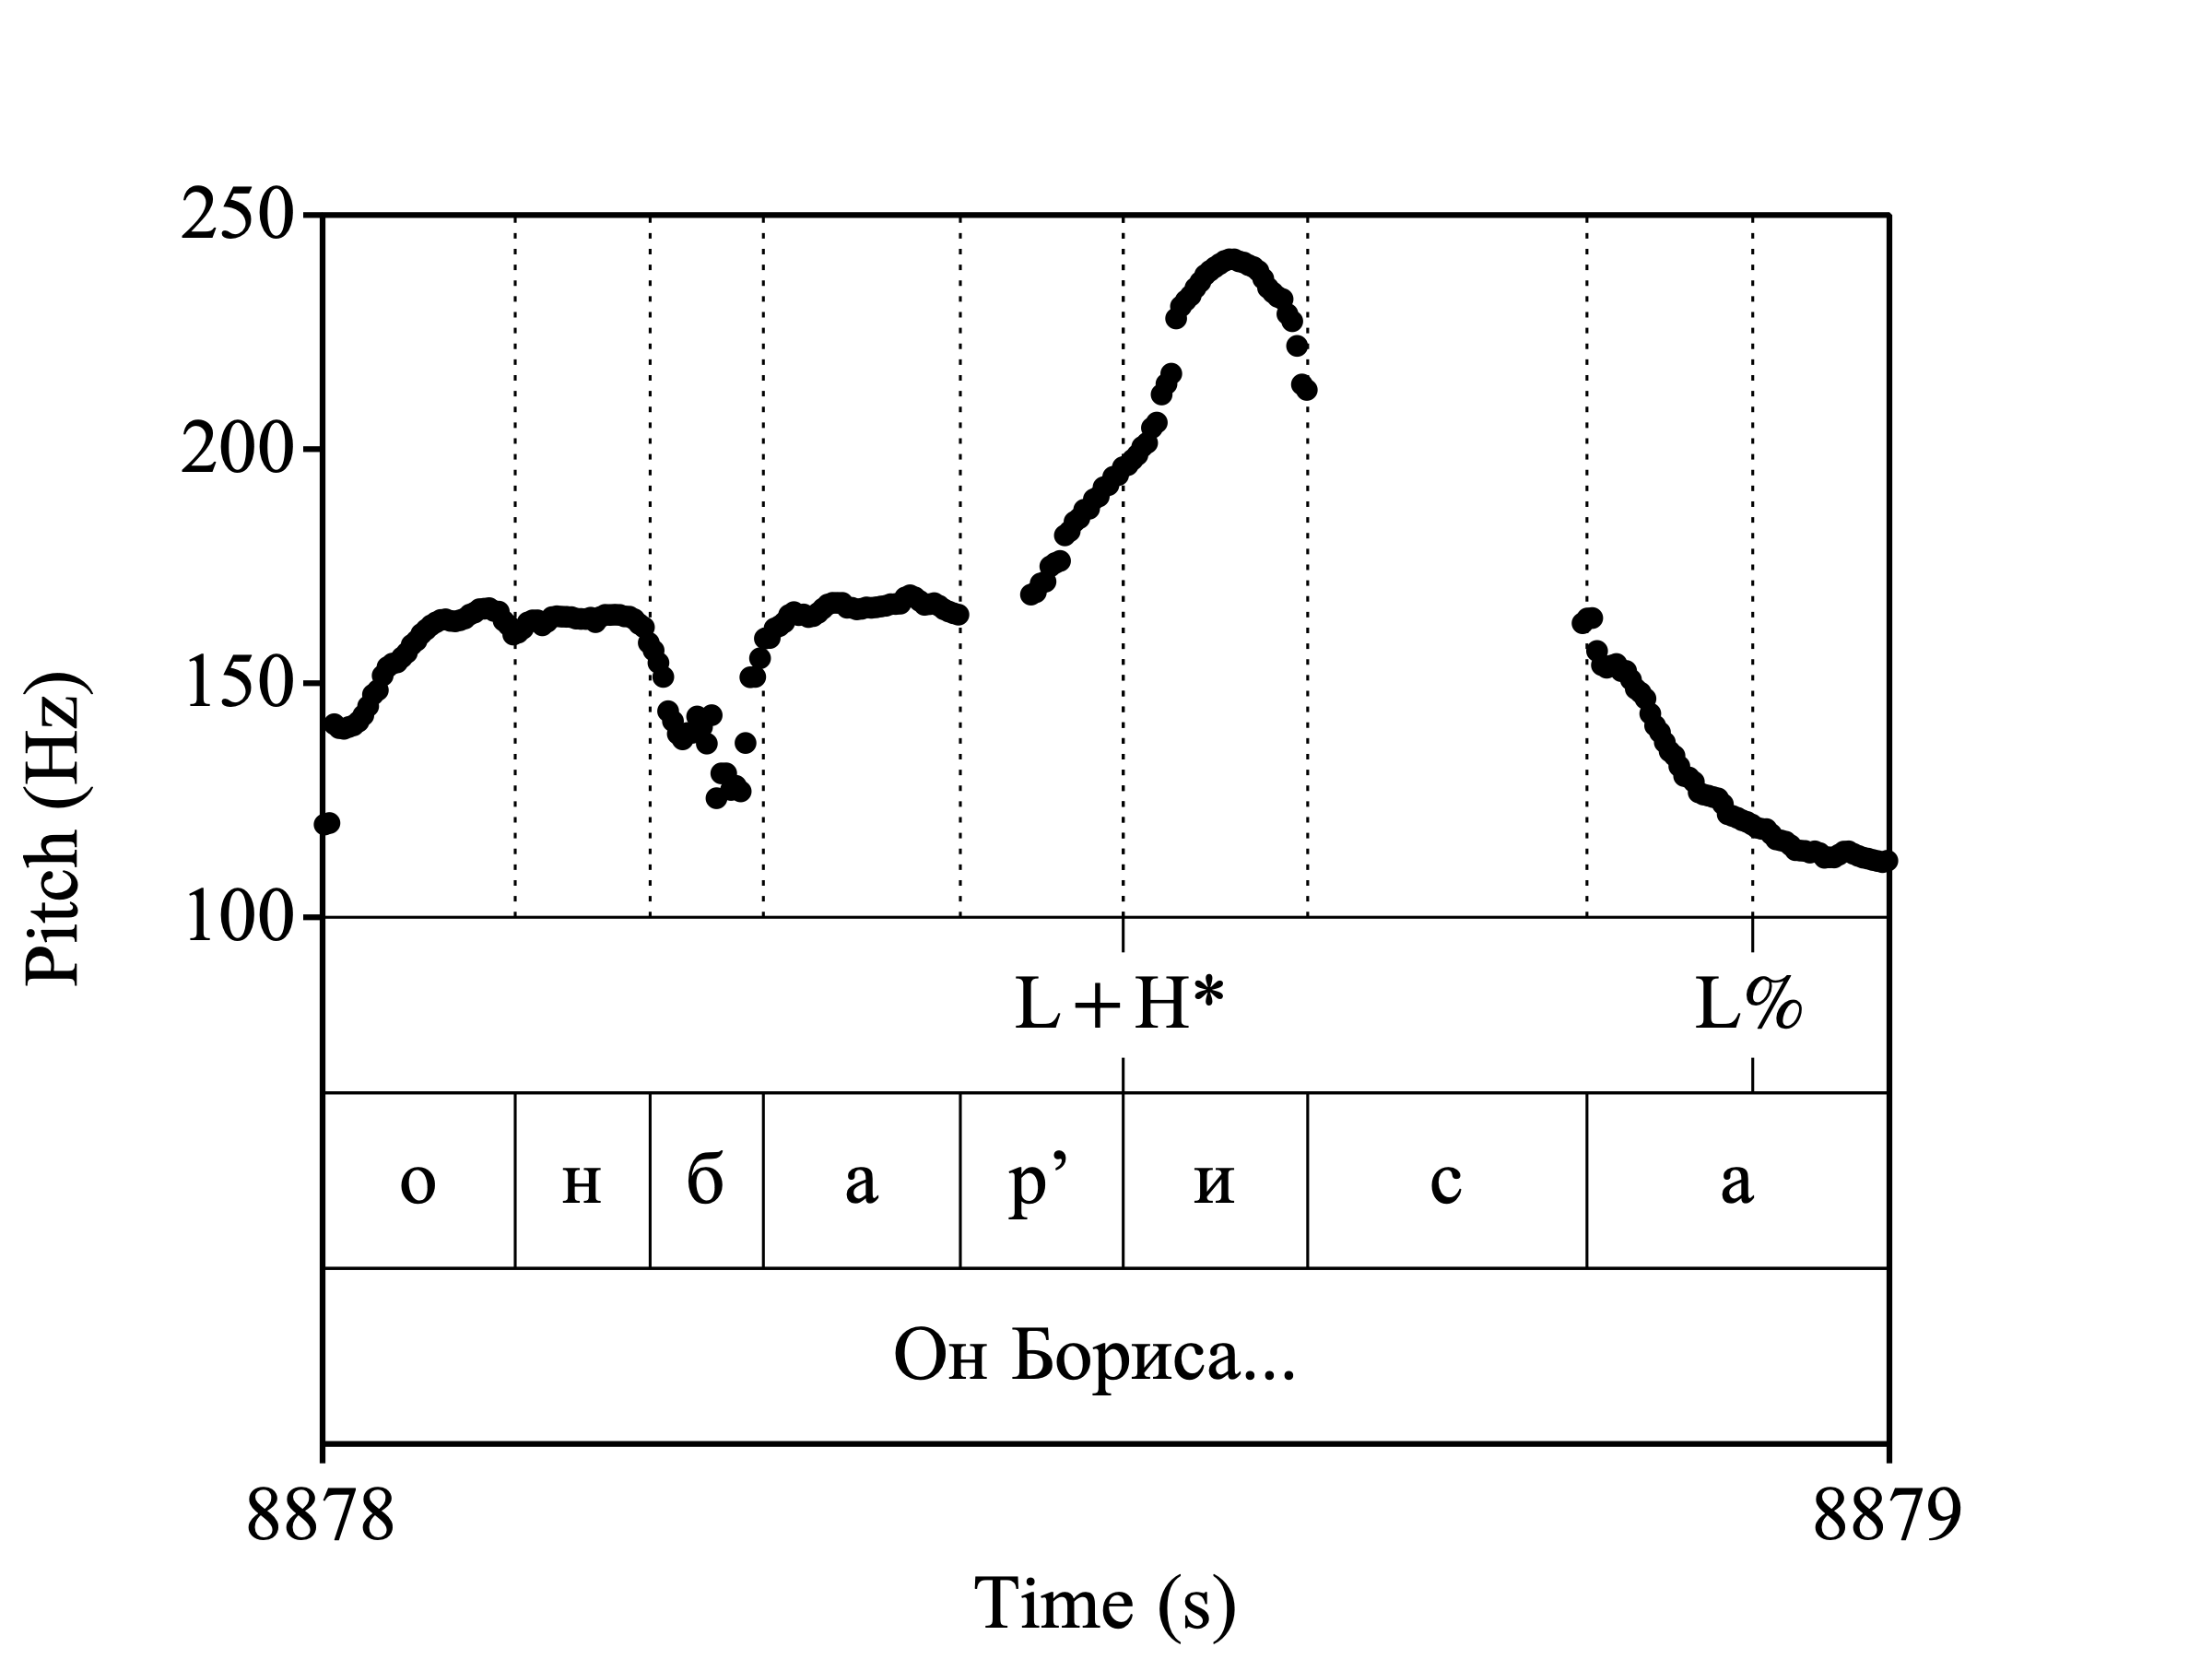 250
200
150
100
Pitch (Hz)
L+H* L%
о н б а р’ и с а
Он Бориса...
8878 8879
Time (s)